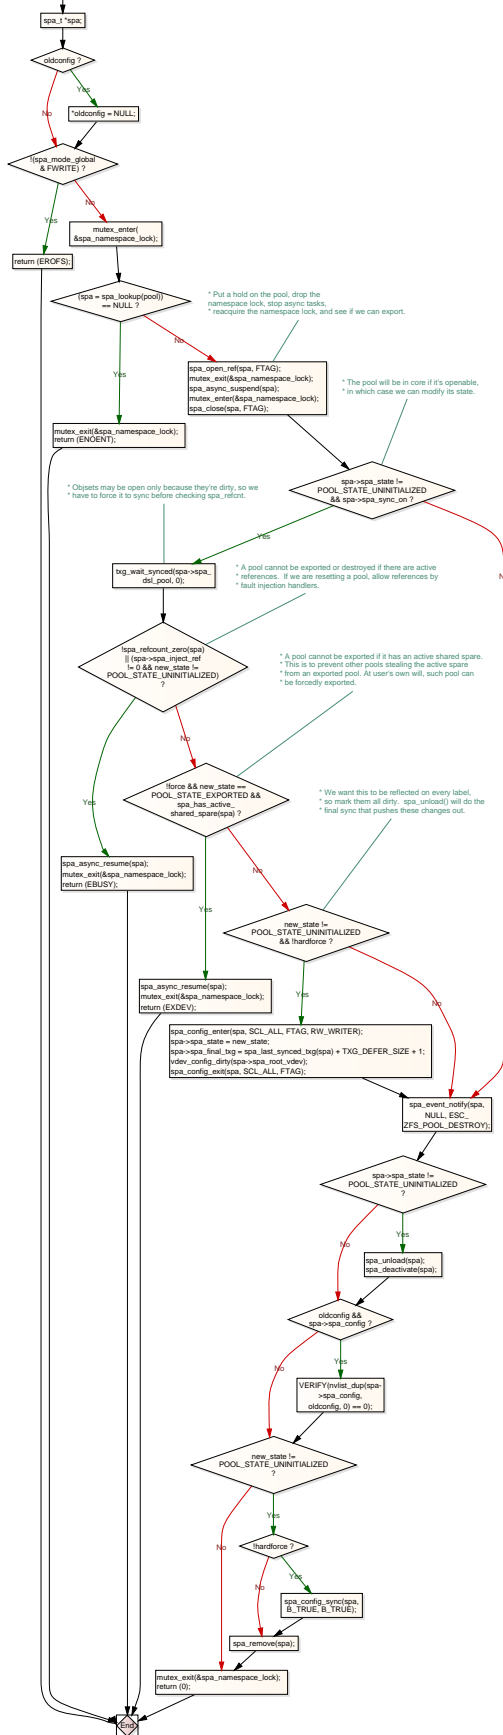 spa_t *spa;
oldconfig ?
Yes
No
*oldconfig = NULL;
!(spa_mode_global
& FWRITE) ?
No
Yes
mutex_enter(
&spa_namespace_lock);
return (EROFS);
(spa = spa_lookup(pool))
== NULL ?
* Put a hold on the pool, drop the
namespace lock, stop async tasks,
* reacquire the namespace lock, and see if we can export.
No
Yes
spa_open_ref(spa, FTAG);
mutex_exit(&spa_namespace_lock);
spa_async_suspend(spa);
mutex_enter(&spa_namespace_lock);
spa_close(spa, FTAG);
* The pool will be in core if it's openable,
* in which case we can modify its state.
mutex_exit(&spa_namespace_lock);
return (ENOENT);
spa->spa_state !=
POOL_STATE_UNINITIALIZED
&& spa->spa_sync_on ?
* Objsets may be open only because they're dirty, so we
* have to force it to sync before checking spa_refcnt.
Yes
N
txg_wait_synced(spa->spa_
dsl_pool, 0);
* A pool cannot be exported or destroyed if there are active
* references.  If we are resetting a pool, allow references by
* fault injection handlers.
!spa_refcount_zero(spa)
|| (spa->spa_inject_ref
!= 0 && new_state !=
POOL_STATE_UNINITIALIZED)
?
* A pool cannot be exported if it has an active shared spare.
* This is to prevent other pools stealing the active spare
* from an exported pool. At user's own will, such pool can
* be forcedly exported.
No
Yes
!force && new_state ==
POOL_STATE_EXPORTED &&
spa_has_active_
shared_spare(spa) ?
* We want this to be reflected on every label,
* so mark them all dirty.  spa_unload() will do the
* final sync that pushes these changes out.
spa_async_resume(spa);
mutex_exit(&spa_namespace_lock);
return (EBUSY);
No
Yes
new_state !=
POOL_STATE_UNINITIALIZED
&& !hardforce ?
spa_async_resume(spa);
mutex_exit(&spa_namespace_lock);
return (EXDEV);
Yes
No
spa_config_enter(spa, SCL_ALL, FTAG, RW_WRITER);
spa->spa_state = new_state;
spa->spa_final_txg = spa_last_synced_txg(spa) + TXG_DEFER_SIZE + 1;
vdev_config_dirty(spa->spa_root_vdev);
spa_config_exit(spa, SCL_ALL, FTAG);
spa_event_notify(spa,
NULL, ESC_
ZFS_POOL_DESTROY);
spa->spa_state !=
POOL_STATE_UNINITIALIZED
?
Yes
No
spa_unload(spa);
spa_deactivate(spa);
oldconfig &&
spa->spa_config ?
Yes
No
VERIFY(nvlist_dup(spa-
>spa_config,
oldconfig, 0) == 0);
new_state !=
POOL_STATE_UNINITIALIZED
?
Yes
No
!hardforce ?
Yes
No
spa_config_sync(spa,
B_TRUE, B_TRUE);
spa_remove(spa);
mutex_exit(&spa_namespace_lock);
return (0);
End